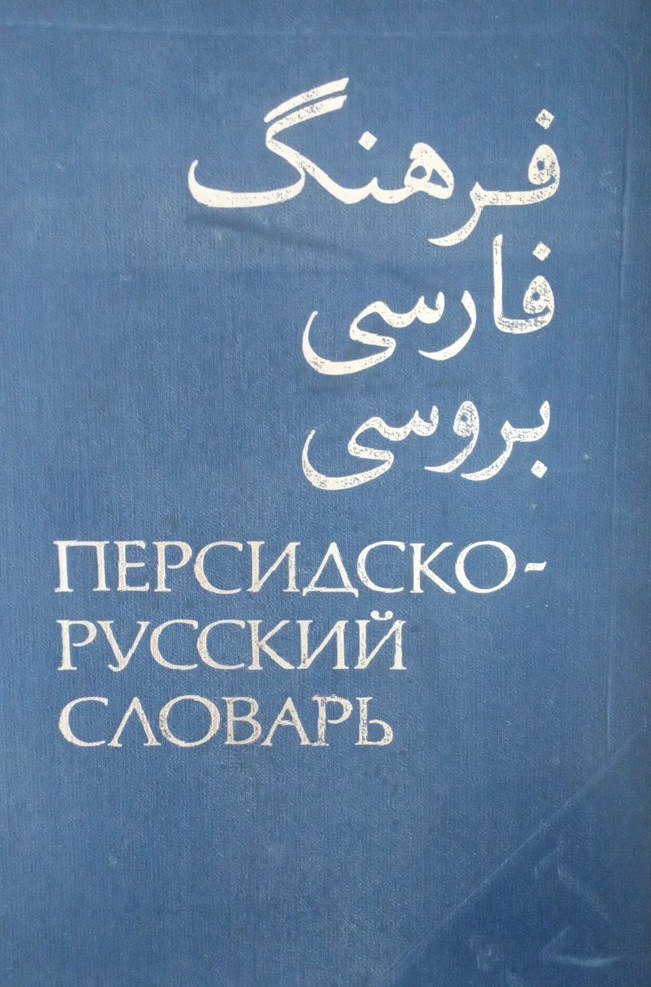 فرهنگ
فارسی
بروسی
ПЕРСИДСКО-
РУССКИЙ
СЛОВАРЬ